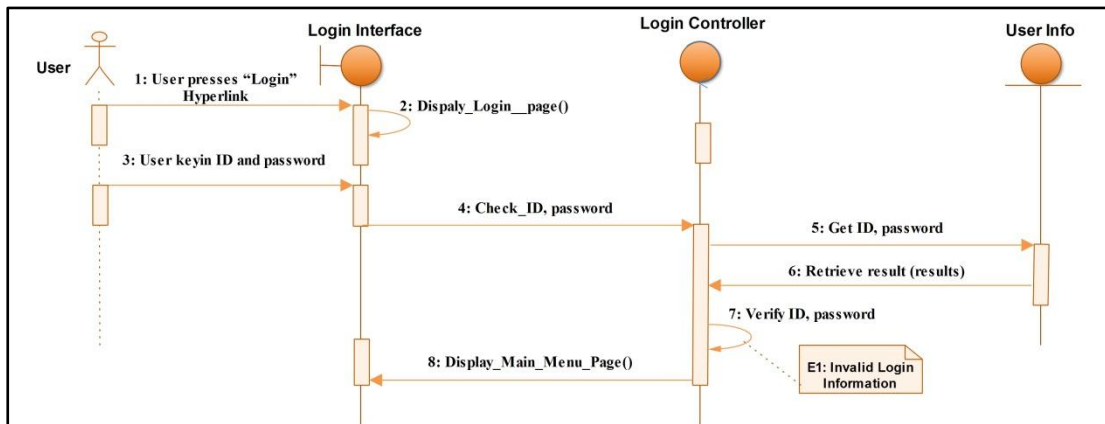 Login Interface
Login Controller
User Info
User
1: User presses “Login”
Hyperlink
2: Dispaly_Login__page()
3: User keyin ID and password
4: Check_ID, password
5: Get ID, password
6: Retrieve result (results)
7: Verify ID, password
8: Display_Main_Menu_Page()
E1: Invalid Login
Information